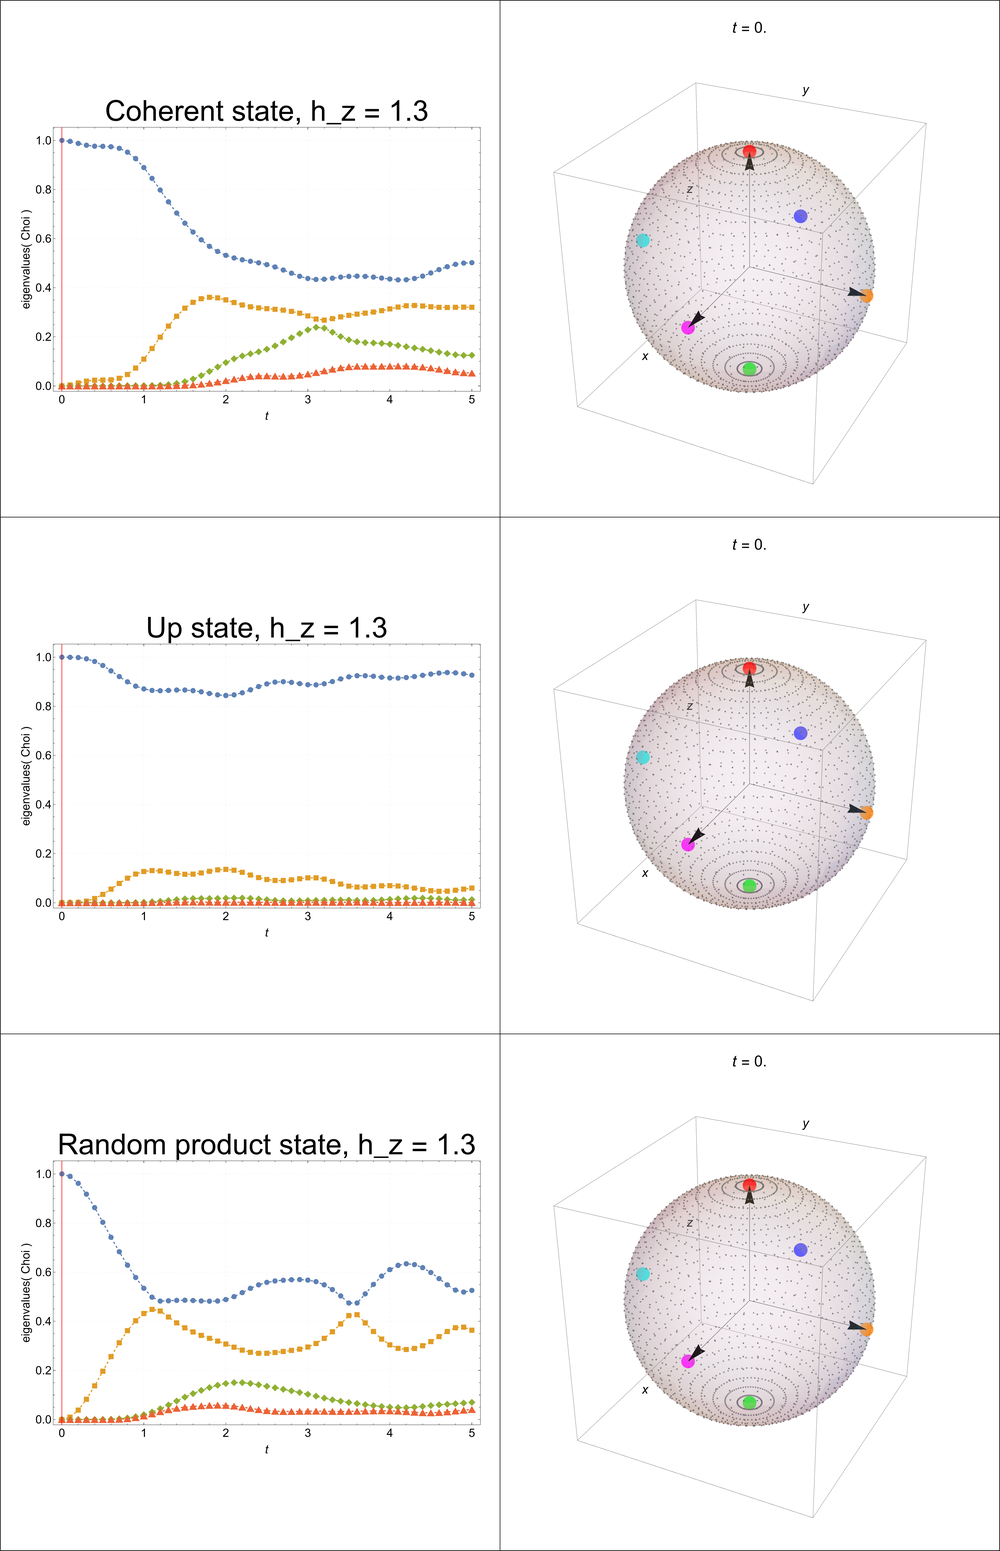 Coherent state, h_z = 1.3
eigenvalues( Choi )
1.0
0.8
0.6
0.4
0.2
0.0
0 1 2 3 4 5
t
t = 0.
y
z
x
Up state, h_z = 1.3
eigenvalues( Choi )
1.0
0.8
0.6
0.4
0.2
0.0
0 1 2 3 4 5
t
t = 0.
y
z
x
Random product state, h_z = 1.3
eigenvalues( Choi )
1.0
0.8
0.6
0.4
0.2
0.0
0 1 2 3 4 5
t
t = 0.
y
z
x